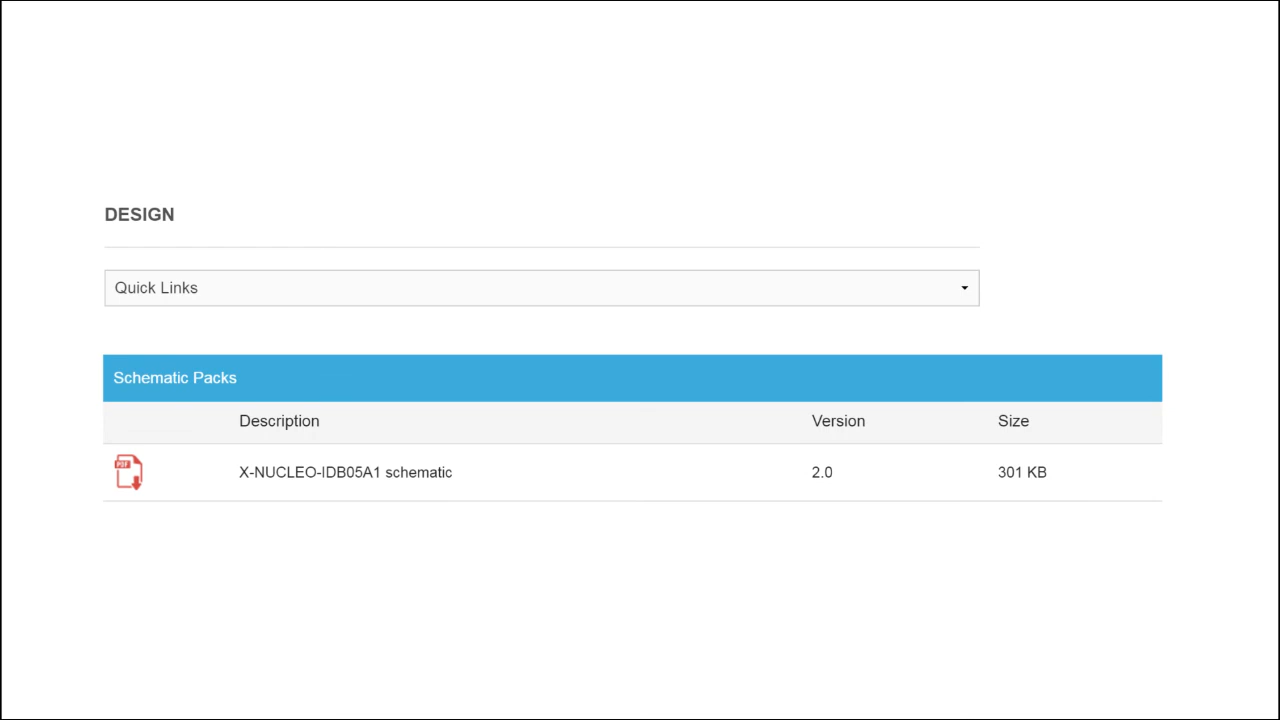 DESIGN
Quick Links
Schematic Packs
Description Version Size
PDF X-NUCLEO-IDB05A1 schematic 2.0 301 KB